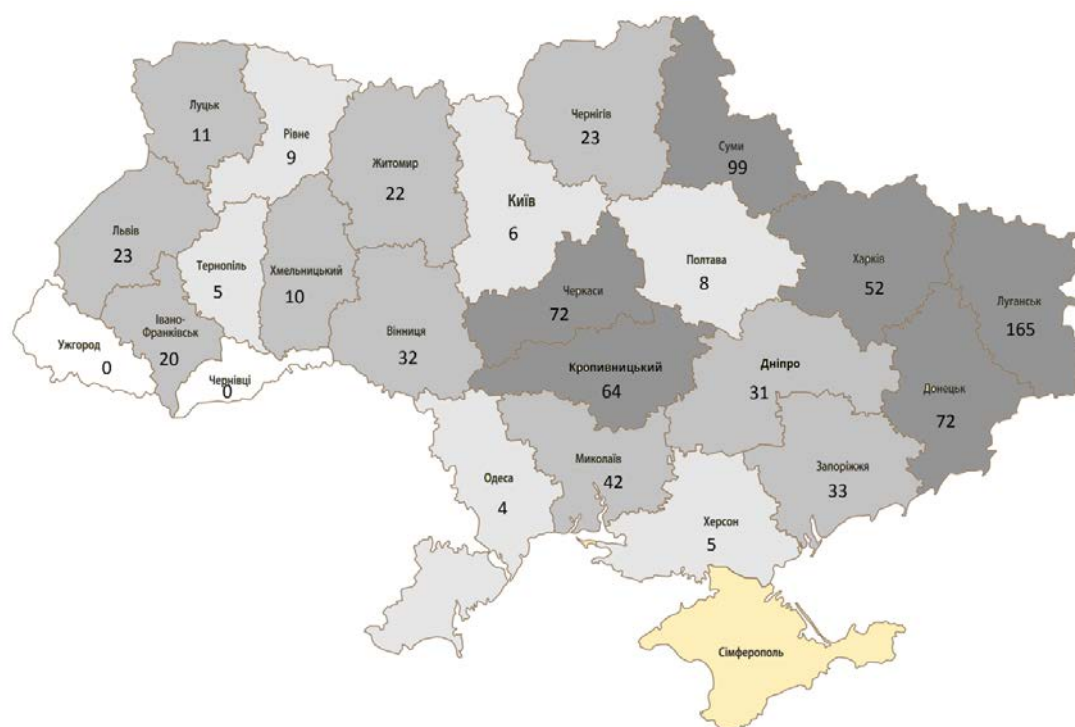 Луцьк
11
Рівне
9
Житомир
22
Київ
6
Чернігів
23
Суми
99
Львів
23
Тернопіль
5
Хмельницький
10
Вінниця
32
Черкаси
72
Полтава
8
Харків
52
Луганськ
165
Ужгород
0
Івано-
Франківськ
20
Чернівці
0
Кропивницький
64
Дніпро
31
Донецьк
72
Одеса
4
Миколаїв
42
Запоріжжя
33
Херсон
5
Сімферополь